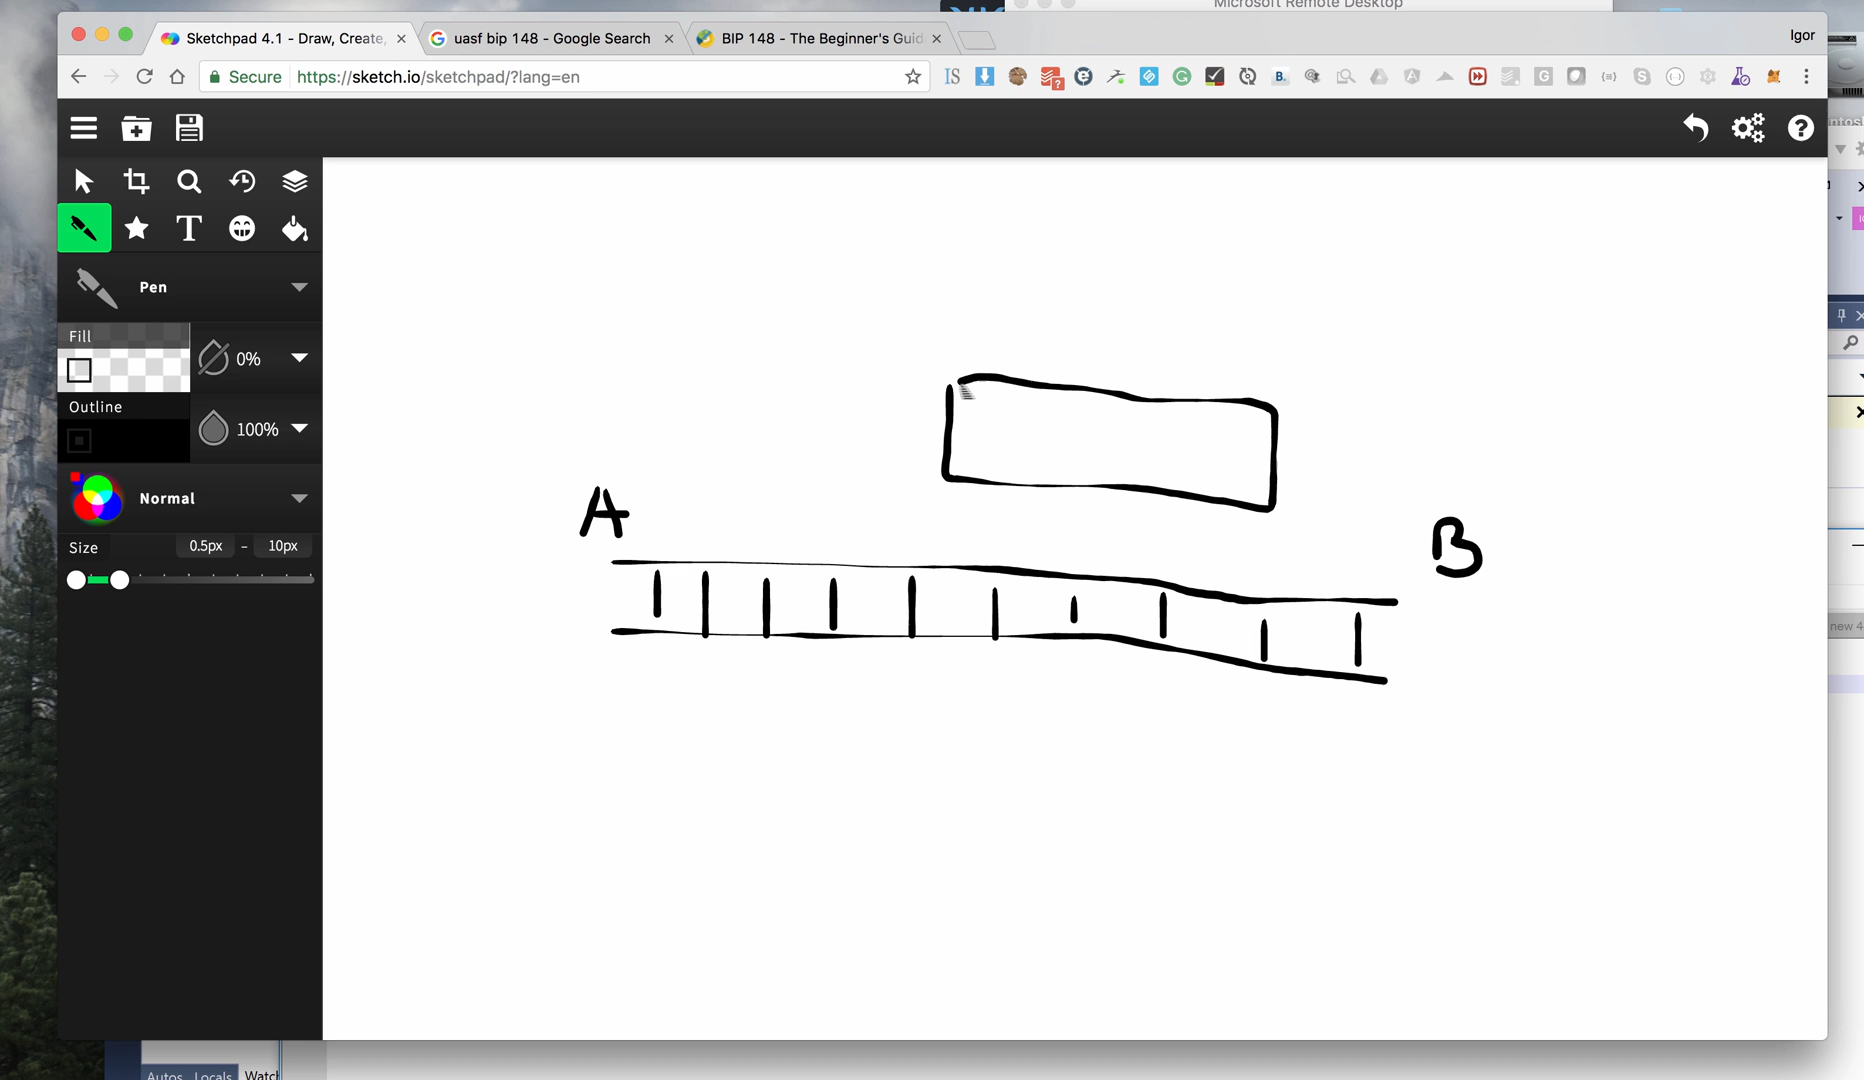 Microsoft Remote Desktop
Sketchpad 4.1 - Draw, Create,
uasf bip 148 - Google Search
BIP 148 - The Beginner's Guid
Igor
Secure
https://sketch.io/sketchpad/?lang=en
Pen
Fill
0%
Outline
100%
Normal
Size
0.5px - 10px
A
B
new 4
Autos Locals Watch